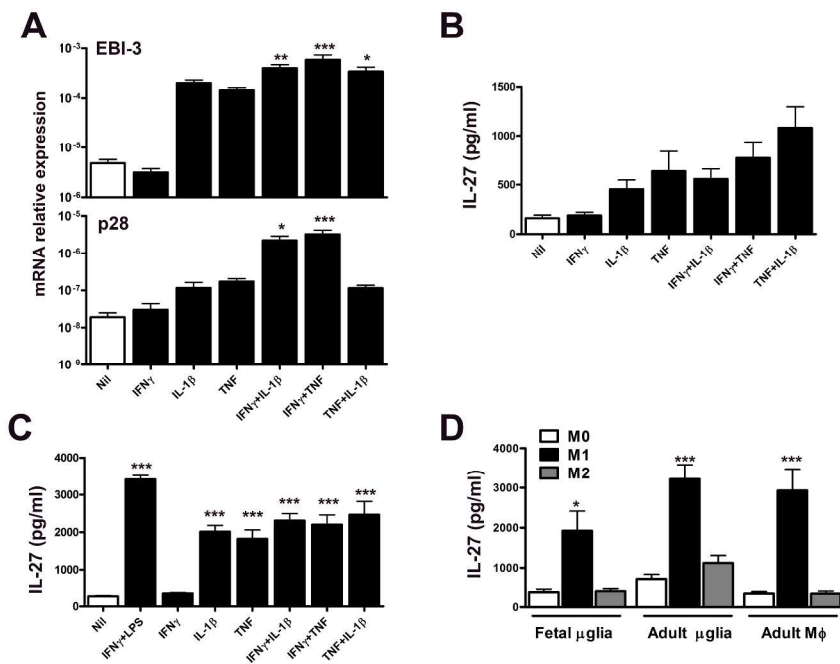 A
EBI-3
** *** *
10-3
10-4
10-5
10-6
p28
* ***
10-5
10-6
10-7
10-8
10-9
mRNA relative expression
Nil IFNγ IL-1β TNF IFNγ+IL-1β IFNγ+TNF TNF+IL-1β
B
IL-27 (pg/ml)
1500
1000
500
0
Nil IFNγ IL-1β TNF IFNγ+IL-1β IFNγ+TNF TNF+IL-1β
C
IL-27 (pg/ml)
4000
3000
2000
1000
0
*** *** *** *** *** ***
Nil IFNγ+LPS IFNγ IL-1β TNF IFNγ+IL-1β IFNγ+TNF TNF+IL-1β
D
M0
M1
M2
IL-27 (pg/ml)
4000
3000
2000
1000
0
* *** ***
Fetal μglia Adult μglia Adult Mϕ